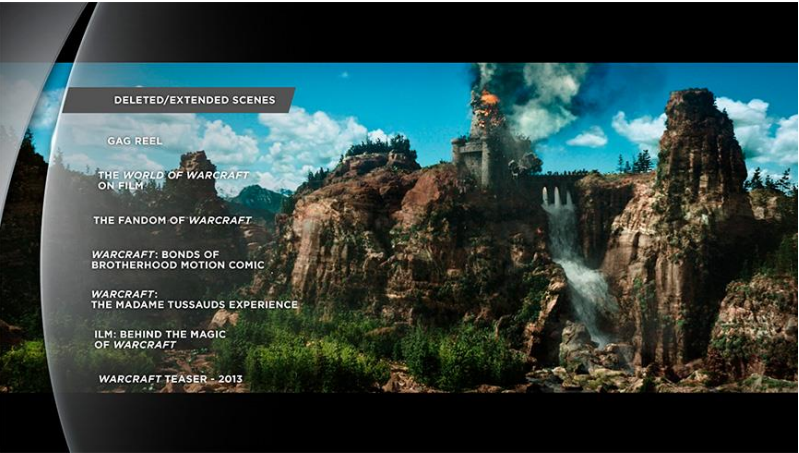 DELETED/EXTENDED SCENES
GAG REEL
THE WORLD OF WARCRAFT
ON FILM
THE FANDOM OF WARCRAFT
WARCRAFT: BONDS OF
BROTHERHOOD MOTION COMIC
WARCRAFT:
THE MADAME TUSSAUDS EXPERIENCE
ILM: BEHIND THE MAGIC
OF WARCRAFT
WARCRAFT TEASER - 2013